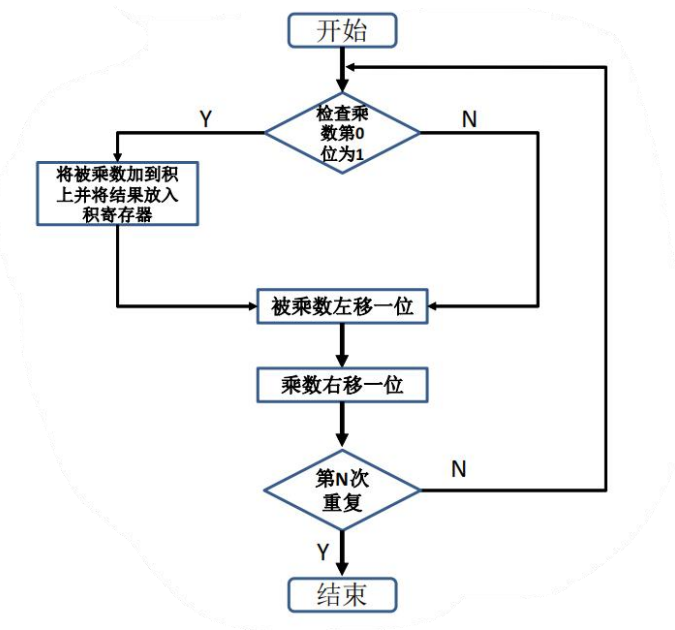 开始
检查乘
数第0
位为1
Y
N
将被乘数加到积
上并将结果放入
积寄存器
被乘数左移一位
乘数右移一位
第N次
重复
N
Y
结束